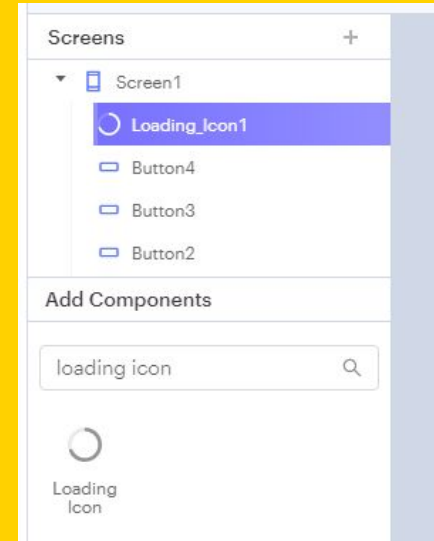 Screens +
Screen1
Loading_Icon1
Button4
Button3
Button2
Add Components
loading icon
Loading
Icon